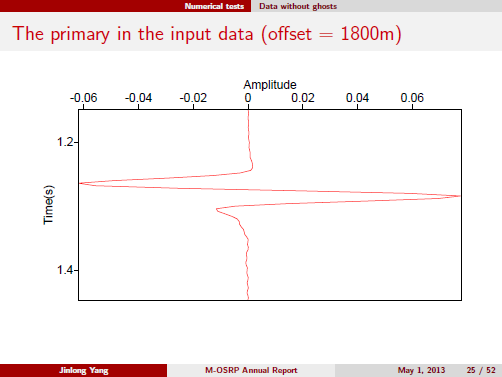 Numerical tests Data without ghosts
The primary in the input data (offset = 1800m)
Amplitude
-0.06 -0.04 -0.02 0 0.02 0.04 0.06
1.2
Time(s)
1.4
Jinlong Yang M-OSRP Annual Report May 1, 2013 25 / 52